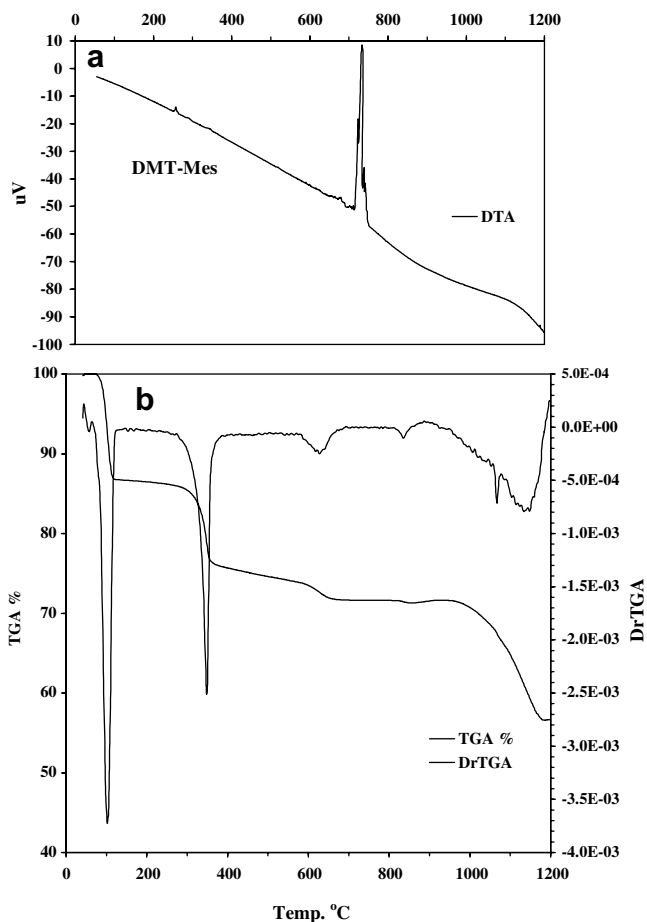 0 200 400 600 800 1000 1200
a
10
0
-10
-20
-30
-40
-50
-60
-70
-80
-90
-100
uV
DMT-Mes
DTA
b
100
90
80
70
60
50
40
TGA %
5.0E-04
0.0E+00
-5.0E-04
-1.0E-03
-1.5E-03
-2.0E-03
-2.5E-03
-3.0E-03
-3.5E-03
-4.0E-03
DrTGA
TGA %
DrTGA
0 200 400 600 800 1000 1200
Temp. °C